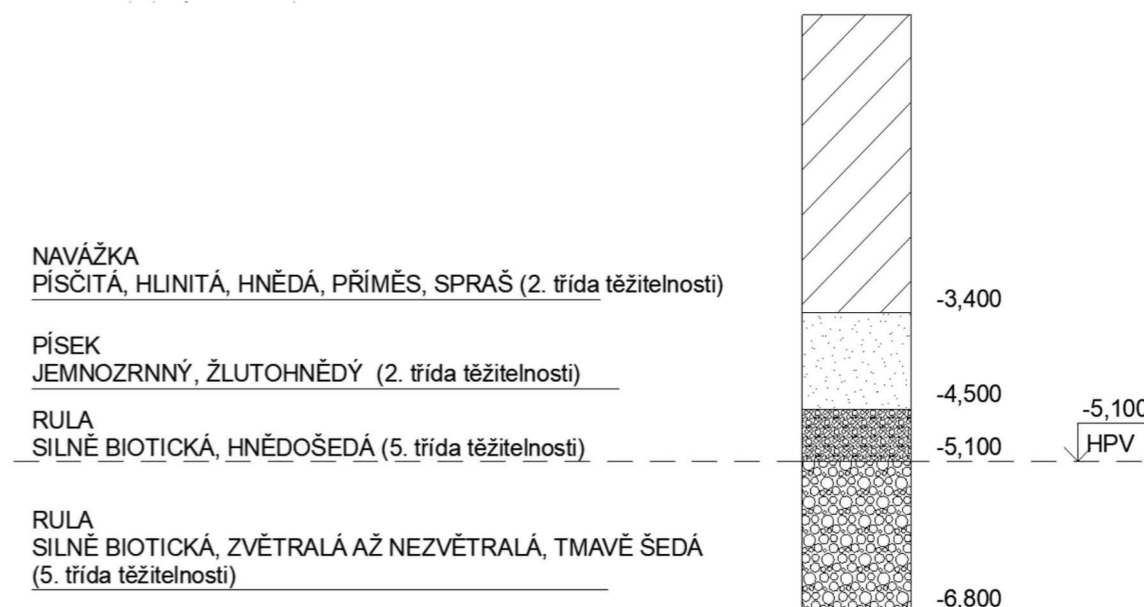 NAVÁŽKA
PÍSČITÁ, HLINITÁ, HNĚDÁ, PŘÍMĚS, SPRAŠ (2. třída těžitelnosti)
-3,400
PÍSEK
JEMNOZRNNÝ, ŽLUTOHNĚDÝ (2. třída těžitelnosti)
-4,500
RULA
SILNĚ BIOTICKÁ, HNĚDOŠEDÁ (5. třída těžitelnosti)
-5,100
-5,100
HPV
RULA
SILNĚ BIOTICKÁ, ZVĚTRALÁ AŽ NEZVĚTRALÁ, TMAVĚ ŠEDÁ
(5. třída těžitelnosti)
-6,800